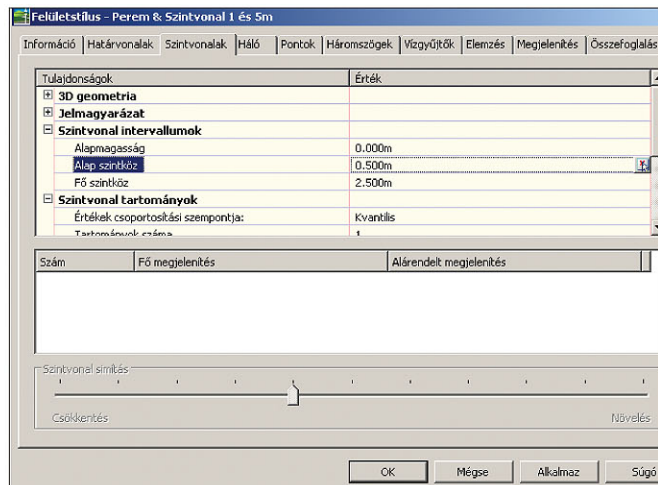 Felületstílus - Perem & Szintvonal 1 és 5m
Információ Határvonalak Szintvonalak Háló Pontok Háromszögek Vízgyűjtők Elemzés Megjelenítés Összefoglalás
Tulajdonságok Érték
3D geometria
Jelmagyarázat
Szintvonal intervallumok
Alapmagasság 0.000m
Alap szintköz 0.500m
Fő szintköz 2.500m
Szintvonal tartományok
Értékek csoportosítási szempontja: Kvantilis
Tartományok száma 1
Szám Fő megjelenítés Alárendelt megjelenítés
Szintvonal simítás
Csökkentés Növelés
OK Mégse Alkalmaz Súgó